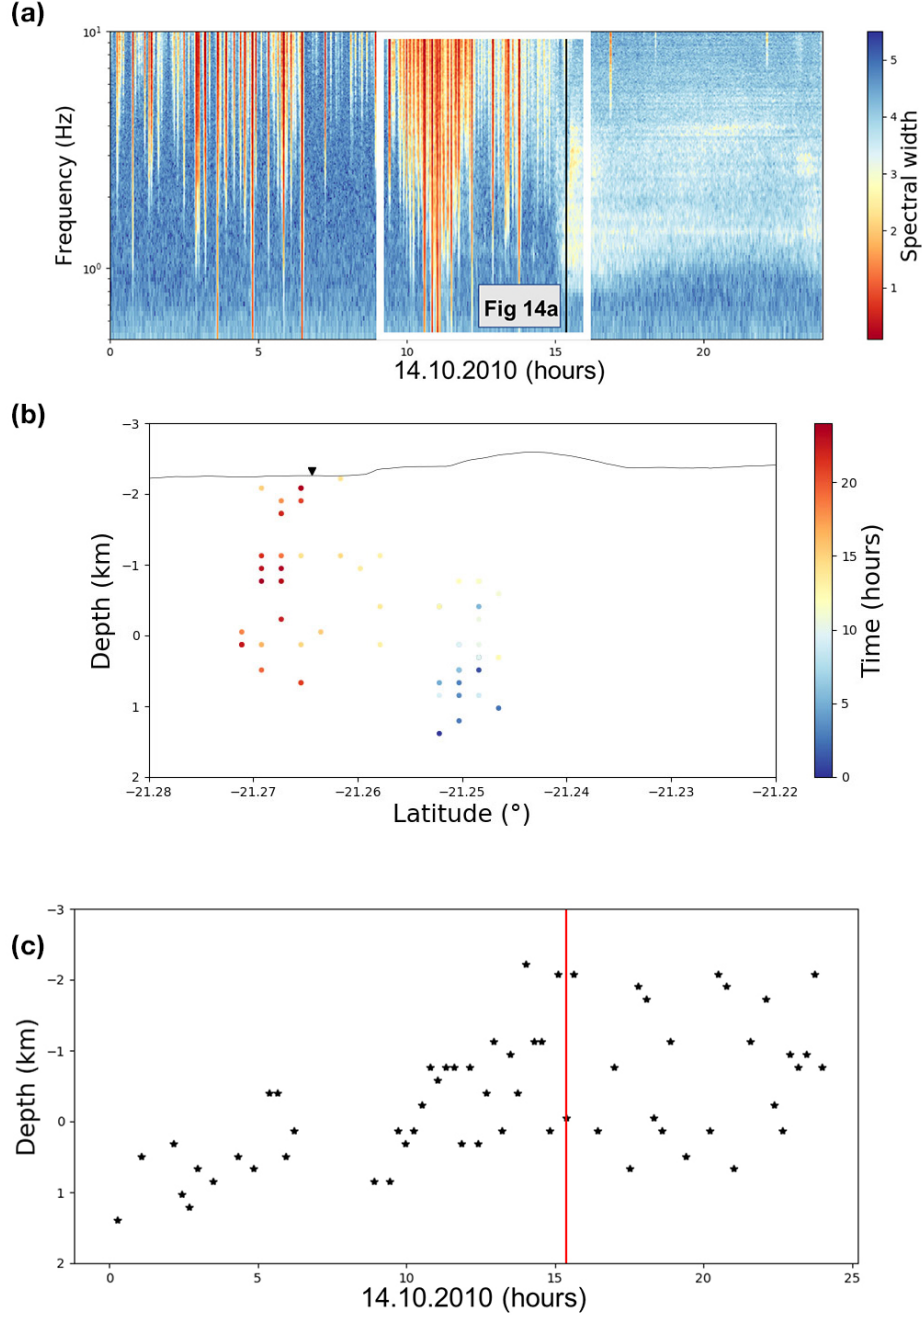 (a)
10¹
10⁰
Frequency (Hz)
Fig 14a
0 5 10 15 20
14.10.2010 (hours)
5
4
3
2
1
Spectral width
(b)
−3
−2
−1
0
1
2
Depth (km)
−21.28 −21.27 −21.26 −21.25 −21.24 −21.23 −21.22
Latitude (°)
20
15
10
5
0
Time (hours)
(c)
−3
−2
−1
0
1
2
Depth (km)
0 5 10 15 20 25
14.10.2010 (hours)